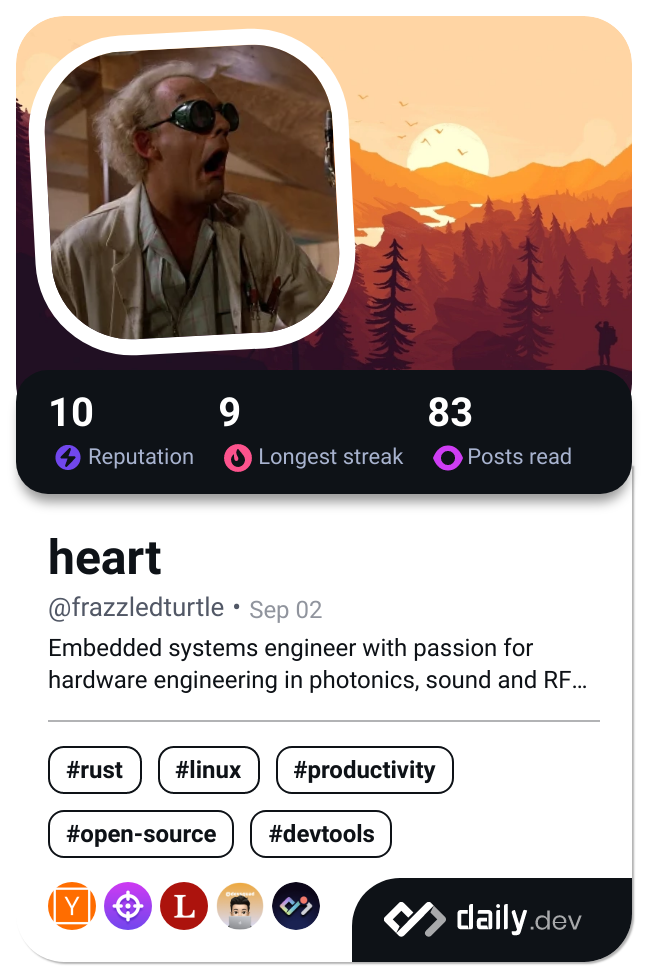 10 9 83
Reputation Longest streak Posts read
heart
@frazzledturtle • Sep 02
Embedded systems engineer with passion for
hardware engineering in photonics, sound and RF…
#rust #linux #productivity
#open-source #devtools
Y L daily.dev